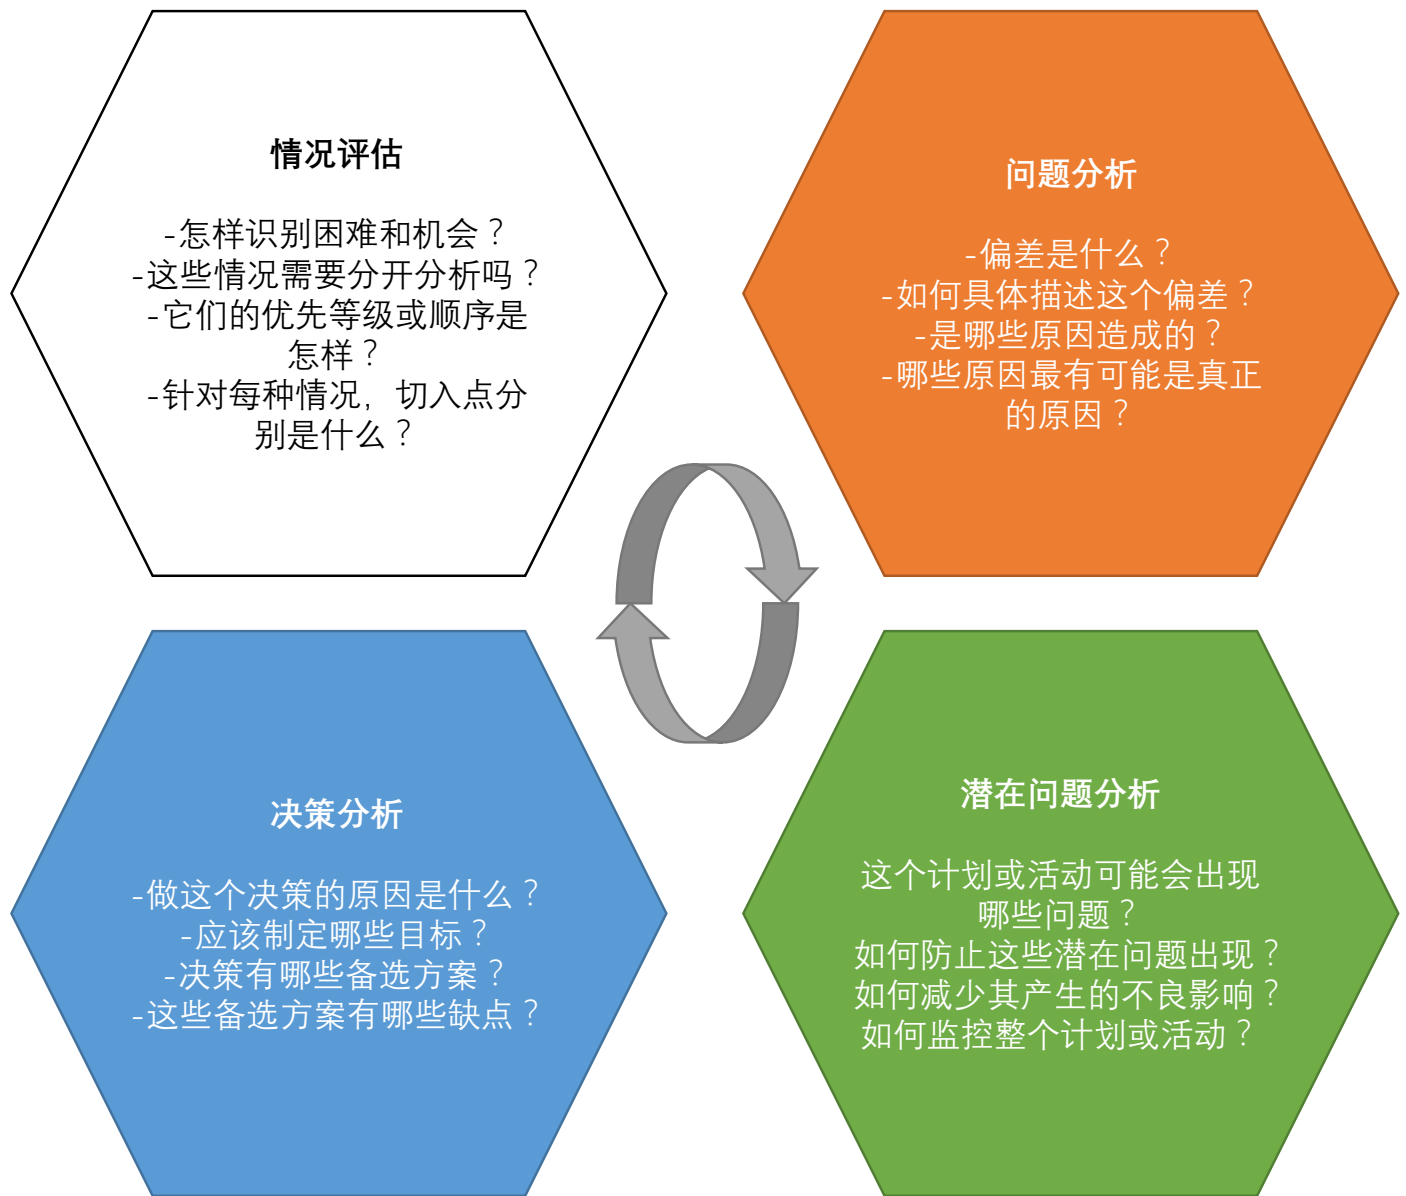 情况评估
-怎样识别困难和机会？
-这些情况需要分开分析吗？
-它们的优先等级或顺序是
怎样？
-针对每种情况，切入点分
别是什么？
问题分析
-偏差是什么？
-如何具体描述这个偏差？
-是哪些原因造成的？
-哪些原因最有可能是真正
的原因？
决策分析
-做这个决策的原因是什么？
-应该制定哪些目标？
-决策有哪些备选方案？
-这些备选方案有哪些缺点？
潜在问题分析
这个计划或活动可能会出现
哪些问题？
如何防止这些潜在问题出现？
如何减少其产生的不良影响？
如何监控整个计划或活动？